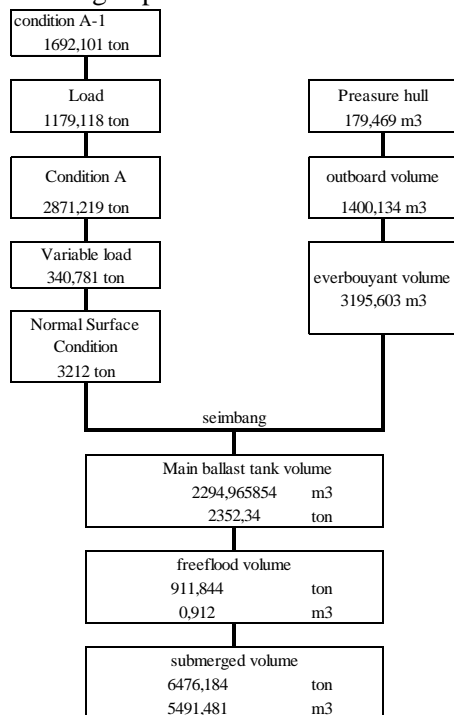 condition A-1
1692,101 ton
Load
1179,118 ton
Condition A
2871,219 ton
Variable load
340,781 ton
Normal Surface
Condition
3212 ton
Preasure hull
179,469 m3
outboard volume
1400,134 m3
everbouyant volume
3195,603 m3
seimbang
Main ballast tank volume
2294,965854 m3
2352,34 ton
freeflood volume
911,844 ton
0,912 m3
submerged volume
6476,184 ton
5491,481 m3